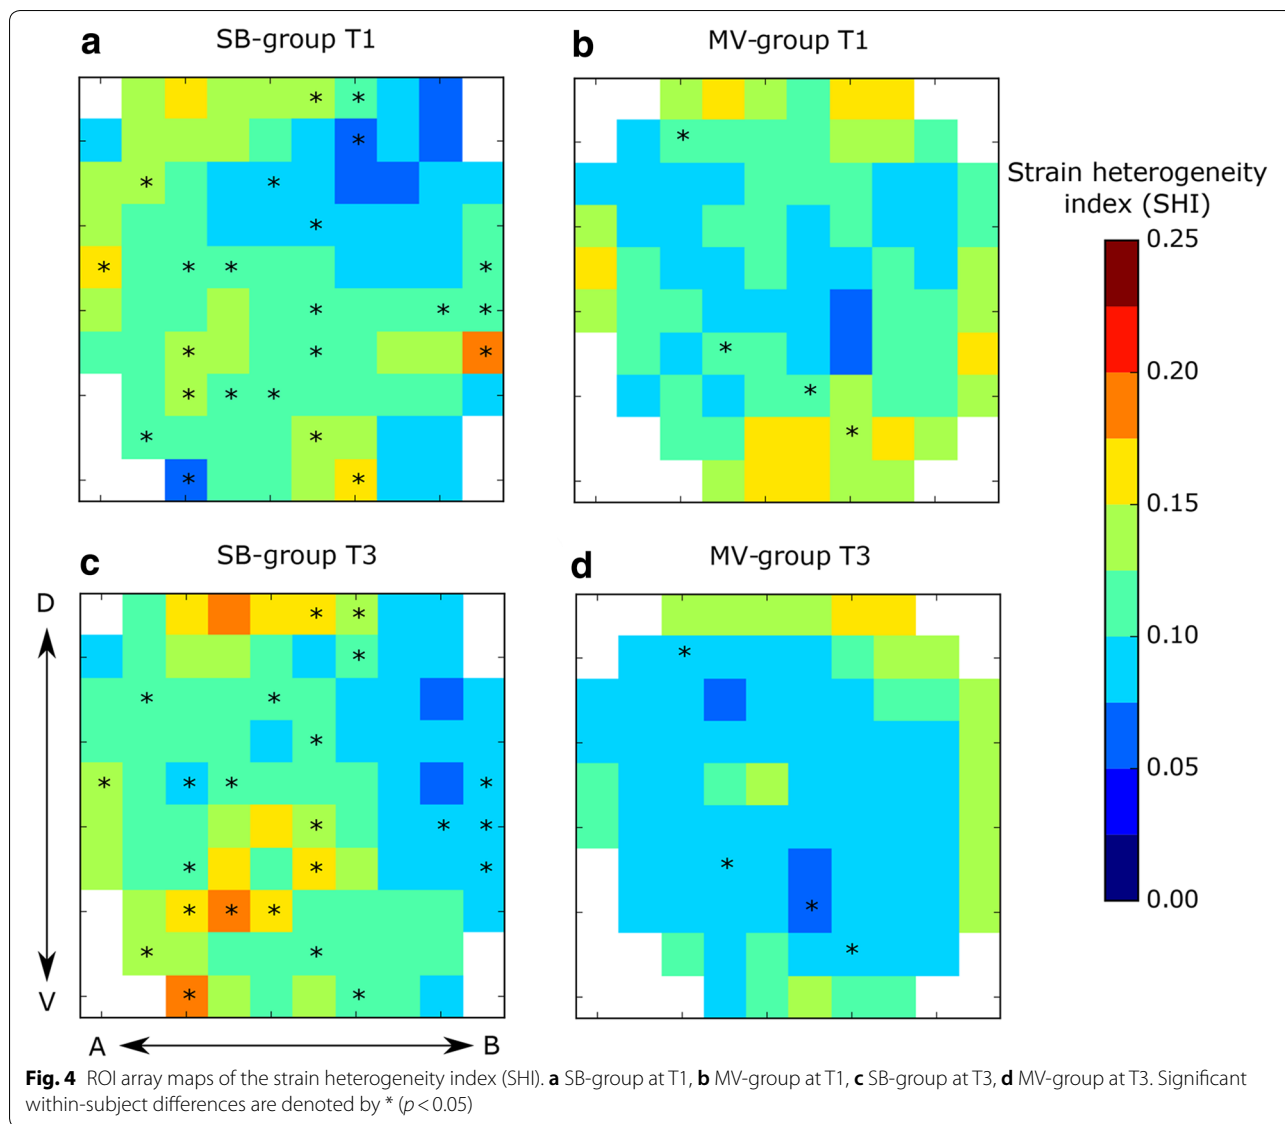 a SB-group T1
b MV-group T1
* *
*
* *
*
* * * *
* * *
* * *
* * *
* *
* *
*
*
*
*
Strain heterogeneity
index (SHI)
0.25
0.20
0.15
0.10
0.05
0.00
c SB-group T3
d MV-group T3
D
V
A B
* *
*
* *
*
* * * *
* * *
* * *
* * *
* *
* *
*
*
*
*
Fig. 4 ROI array maps of the strain heterogeneity index (SHI). a SB-group at T1, b MV-group at T1, c SB-group at T3, d MV-group at T3. Significant
within-subject differences are denoted by * (p < 0.05)